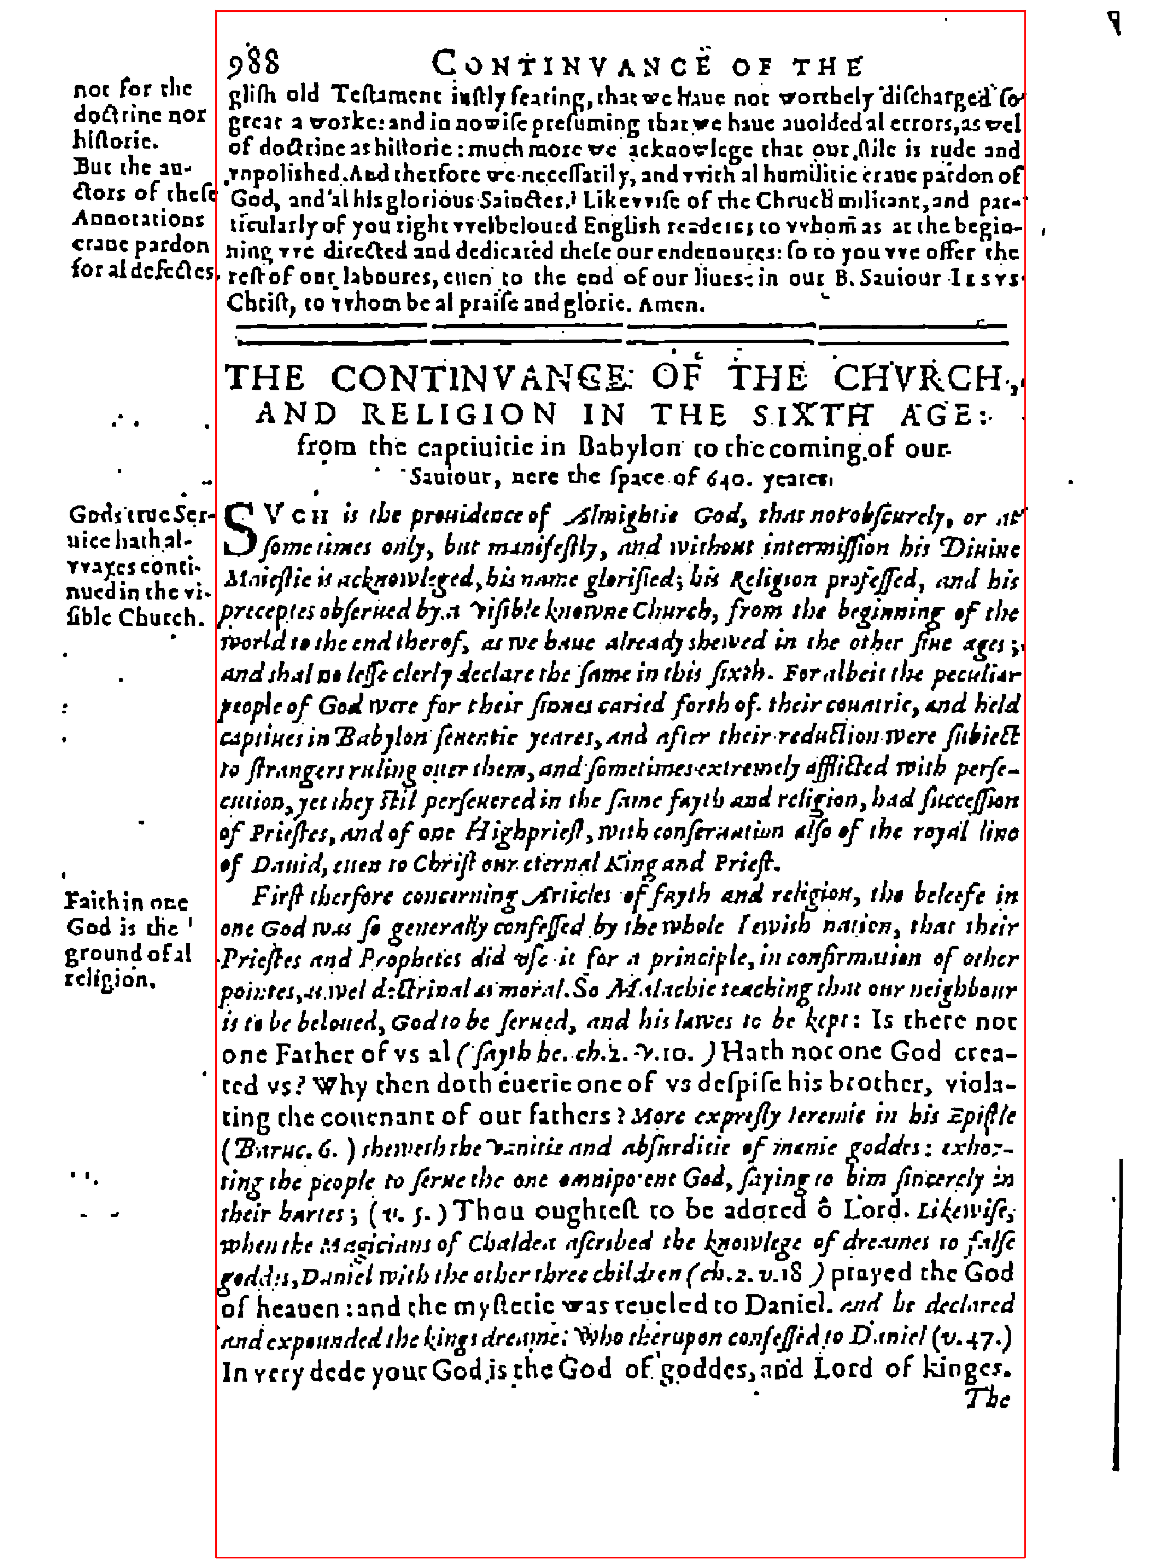 988 CONTINVANCE OF THE
not for the
doctrine nor
historie.
But the au-
ctors of these
Annotations
craue pardon
for al defectes.
glish old Testament iustly fearing, that we haue not worthely discharged so
great a worke: and in nowise presuming that we haue auoided al errors, as wel
of doctrine as historie: much more we acknowlege that our stile is rude and
vnpolished. And therfore we necessarily, and with al humilitie craue pardon of
God, and al his glorious Sainctes. Likewise of the Chruch militant, and par-
ticularly of you right welbeloued English readeres to whom as at the begin-
ning we directed and dedicated these our endeuoures: so to you we offer the
rest of our laboures, euen to the end of our liues: in our B. Sauiour IESVS
Christ, to whom be al praise and glorie. Amen.
THE CONTINVANCE OF THE CHVRCH,
AND RELIGION IN THE SIXTH AGE:
from the captiuitie in Babylon to the coming of our
Sauiour, nere the space of 640. yeares.
Gods true Ser-
uice hath al-
wayes conti-
nued in the vi-
sible Church.
SVCH is the prouidence of Almightie God, that not obscurely, or at
sometimes only, but manifestly, and without intermission his Diuine
Maiestie is acknowleged, his name glorified; his Religion professed, and his
preceptes obserued by a visible knowne Church, from the beginning of the
world to the end therof, as we haue already shewed in the other fiue ages;
and shal no lesse clerly declare the same in this sixth. For albeit the peculiar
people of God were for their sinnes caried forth of their countrie, and held
captiues in Babylon seuentie yeares, and after their reduction were subiect
to strangers ruling ouer them, and sometimes extremely afflicted with perse-
cution, yet they stil perseuered in the same fayth and religion, had succession
of Priestes, and of one Highpriest, with conseruation also of the royal line
of Dauid, euen to Christ our eternal King and Priest.
Faith in one
God is the
ground of al
religion.
First therfore concerning Articles of fayth and religion, the beleefe in
one God was so generally confessed by the whole Iewish nation, that their
Priestes and Prophetes did vse it for a principle, in confirmation of other
pointes, as wel doctrinal as moral. So Malachie teaching that our neighbour
is to be beloued, God to be serued, and his lawes to be kept: Is there not
one Father of vs al (sayth he. ch. 2. v. 10. ) Hath not one God crea-
ted vs? Why then doth euerie one of vs despise his brother, viola-
ting the couenant of our fathers? More expresly Ieremie in his Epistle
(Baruc. 6. ) sheweth the vanitie and absurditie of manie goddes: exhor-
ting the people to serue the one omnipotent God, saying to him sincerely in
their hartes; (v. 5. ) Thou oughtest to be adored ô Lord. Likewise,
when the Magicians of Chaldea ascribed the knowlege of dreames to false
goddes, Daniel with the other three children (ch. 2. v. 18 ) prayed the God
of heauen: and the mysterie was reueled to Daniel. and he declared
and expounded the kings dreame: Who therupon confessed to Daniel (v. 47.)
In very dede your God is the God of goddes, and Lord of kinges.
The